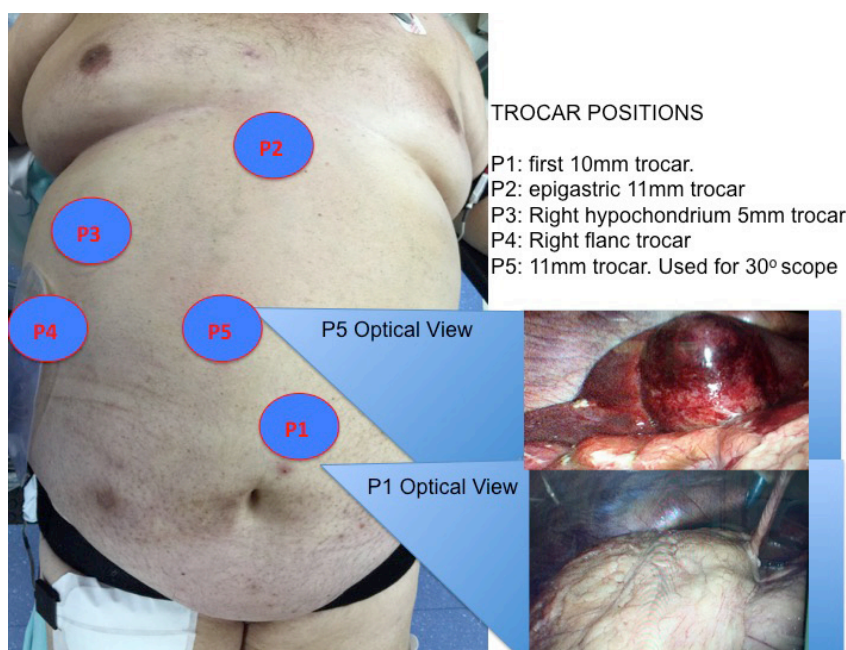 TROCAR POSITIONS
P1: first 10mm trocar.
P2: epigastric 11mm trocar
P3: Right hypochondrium 5mm trocar
P4: Right flanc trocar
P5: 11mm trocar. Used for 30º scope
P2
P3
P4
P5
P5 Optical View
P1
P1 Optical View